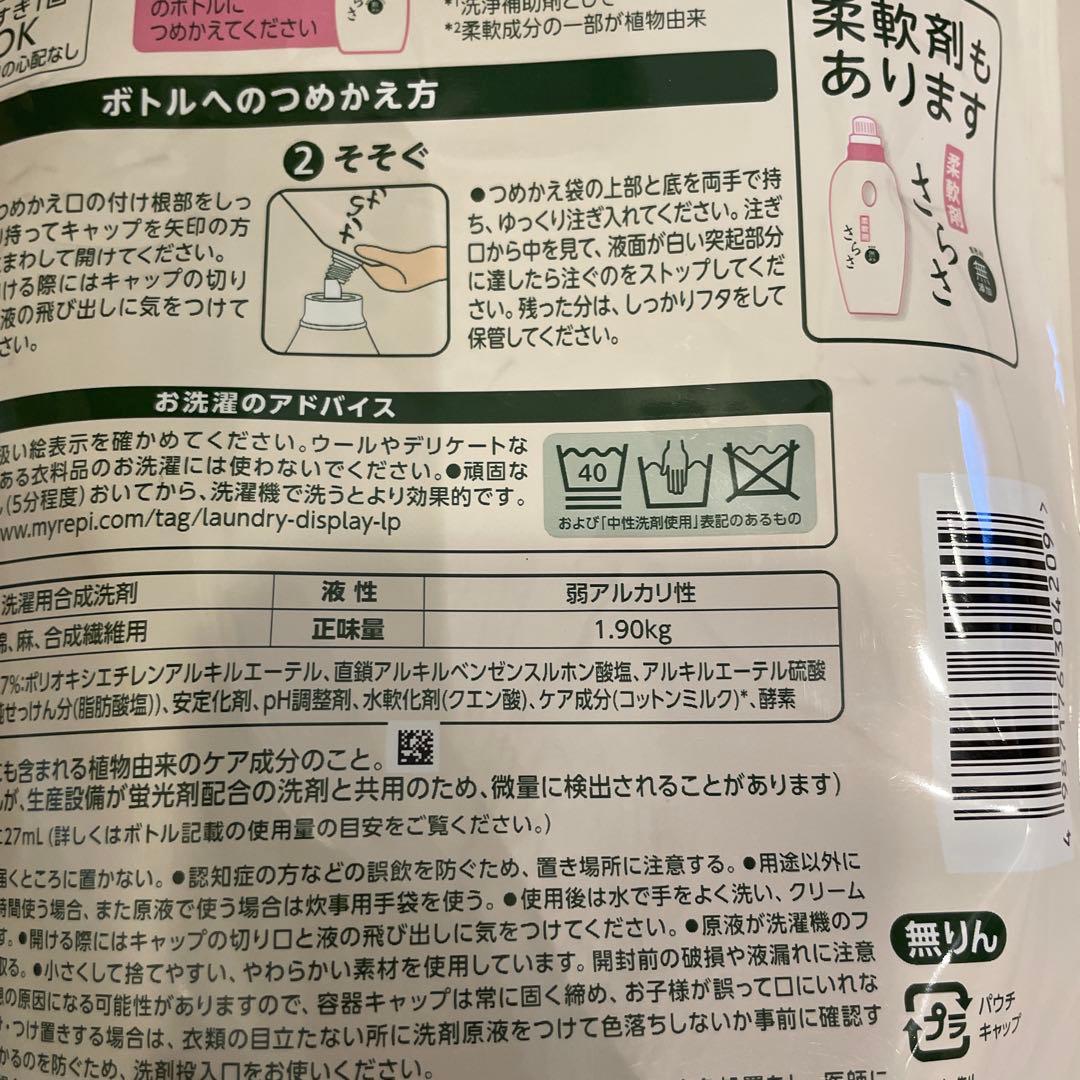 すすぎ1回
OK
の心配なし
のボトルに
つめかえてください
*¹洗浄補助剤として
*²柔軟成分の一部が植物由来
柔軟剤も
あります
柔軟剤
さらさ
無添加
柔軟剤
さらさ
ボトルへのつめかえ方
つめかえ口の付け根部をしっ
持ってキャップを矢印の方
まわして開けてください。
ける際にはキャップの切り
液の飛び出しに気をつけて
さい。
2 そそぐ
●つめかえ袋の上部と底を両手で持
ち、ゆっくり注ぎ入れてください。注ぎ
口から中を見て、液面が白い突起部分
に達したら注ぐのをストップしてくだ
さい。残った分は、しっかりフタをして
保管してください。
お洗濯のアドバイス
扱い絵表示を確かめてください。ウールやデリケートな
ある衣料品のお洗濯には使わないでください。●頑固な
し(5分程度)おいてから、洗濯機で洗うとより効果的です。
www.myrepi.com/tag/laundry-display-lp
40
および「中性洗剤使用」表記のあるもの
洗濯用合成洗剤 液性 弱アルカリ性
綿、麻、合成繊維用 正味量 1.90kg
7%:ポリオキシエチレンアルキルエーテル、直鎖アルキルベンゼンスルホン酸塩、アルキルエーテル硫酸
純せっけん分(脂肪酸塩))、安定化剤、pH調整剤、水軟化剤(クエン酸)、ケア成分(コットンミルク)*、酵素
にも含まれる植物由来のケア成分のこと。
んが、生産設備が蛍光剤配合の洗剤と共用のため、微量に検出されることがあります)
に27mL(詳しくはボトル記載の使用量の目安をご覧ください。)
届くところに置かない。●認知症の方などの誤飲を防ぐため、置き場所に注意する。●用途以外に
時間使う場合、また原液で使う場合は炊事用手袋を使う。●使用後は水で手をよく洗い、クリーム
す。●開ける際にはキャップの切り口と液の飛び出しに気をつけてください。●原液が洗濯機のフ
取る。●小さくして捨てやすい、やわらかい素材を使用しています。開封前の破損や液漏れに注意
の原因になる可能性がありますので、容器キャップは常に固く締め、お子様が誤って口にいれな
・つけ置きする場合は、衣類の目立たない所に洗剤原液をつけて色落ちしないか事前に確認す
かるのを防ぐため、洗剤投入口をお使いください。
4 987176 304209
無りん
プラ
パウチ
キャップ